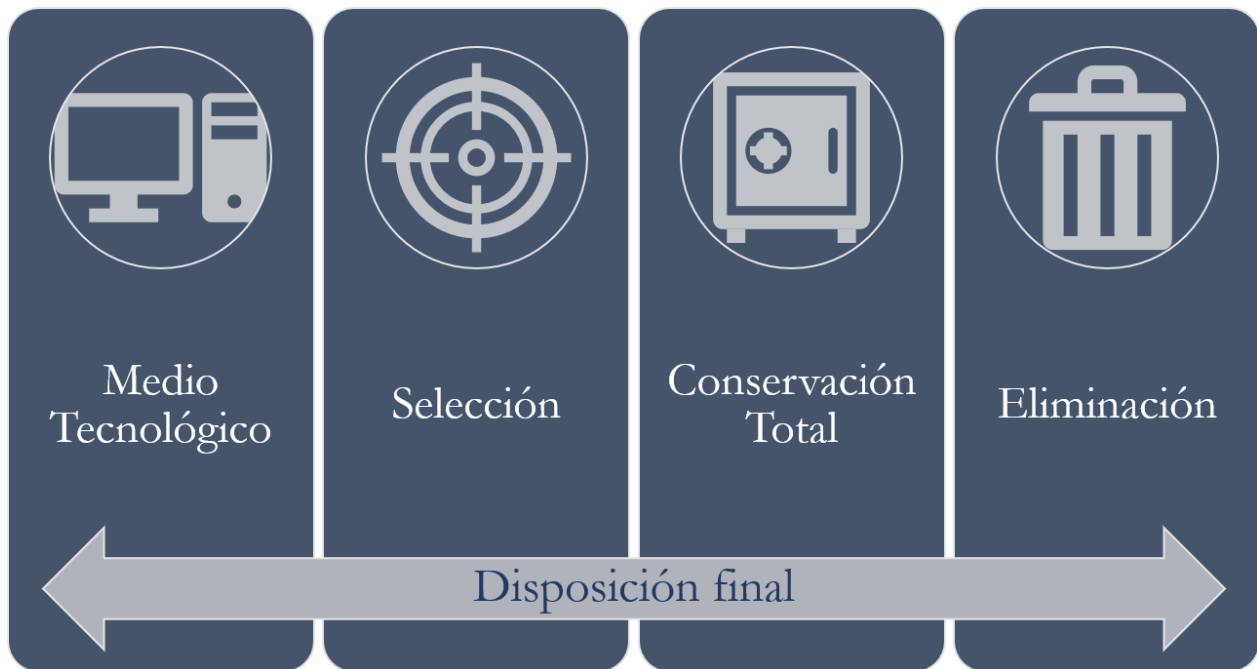 Medio
Tecnológico
Selección
Conservación
Total
Eliminación
Disposición final